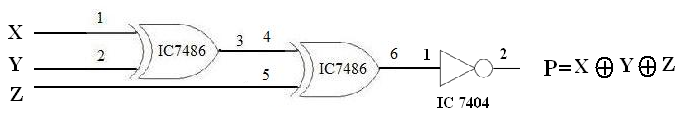 X 1
IC7486
3 4
Y 2
IC7486
6 1 2
P=X ⊕ Y ⊕ Z
Z 5
IC 7404